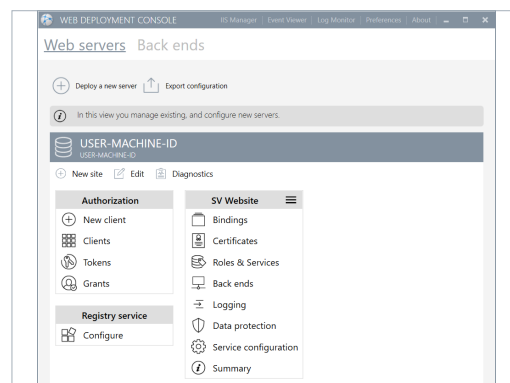 WEB DEPLOYMENT CONSOLE
IIS Manager | Event Viewer | Log Monitor | Preferences | About
Web servers Back ends
Deploy a new server Export configuration
In this view you manage existing, and configure new servers.
USER-MACHINE-ID
USER-MACHINE-ID
New site Edit Diagnostics
Authorization
New client
Clients
Tokens
Grants
Registry service
Configure
SV Website
Bindings
Certificates
Roles & Services
Back ends
Logging
Data protection
Service configuration
Summary